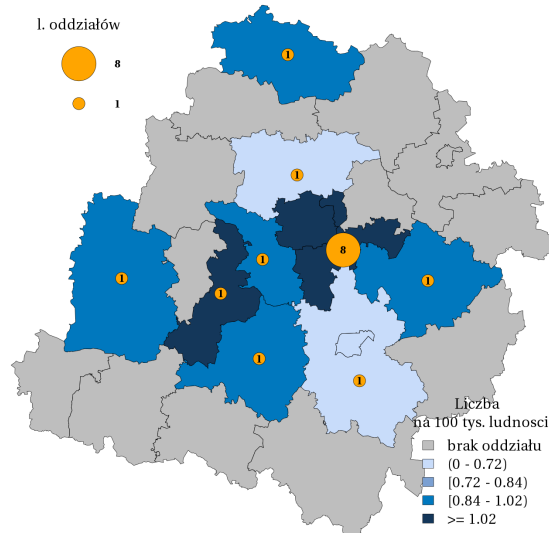 l. oddziałów
8
1
1
1
8
1
1
1
1
1
1
Liczba
na 100 tys. ludnosci
brak oddziału
(0 - 0.72)
[0.72 - 0.84)
[0.84 - 1.02)
>= 1.02